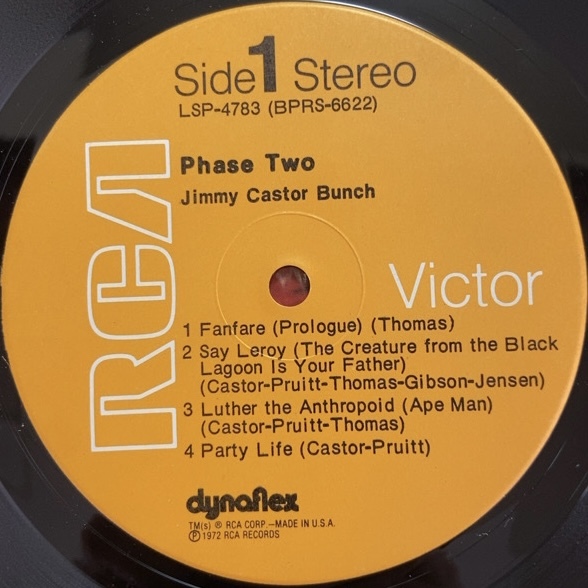 Side 1 Stereo
LSP-4783 (BPRS-6622)
Phase Two
Jimmy Castor Bunch
RCA
Victor
1 Fanfare (Prologue) (Thomas)
2 Say Leroy (The Creature from the Black
Lagoon Is Your Father)
(Castor-Pruitt-Thomas-Gibson-Jensen)
3 Luther the Anthropoid (Ape Man)
(Castor-Pruitt-Thomas)
4 Party Life (Castor-Pruitt)
dynaflex
TM(s) ® RCA CORP.—MADE IN U.S.A.
Ⓟ 1972 RCA RECORDS